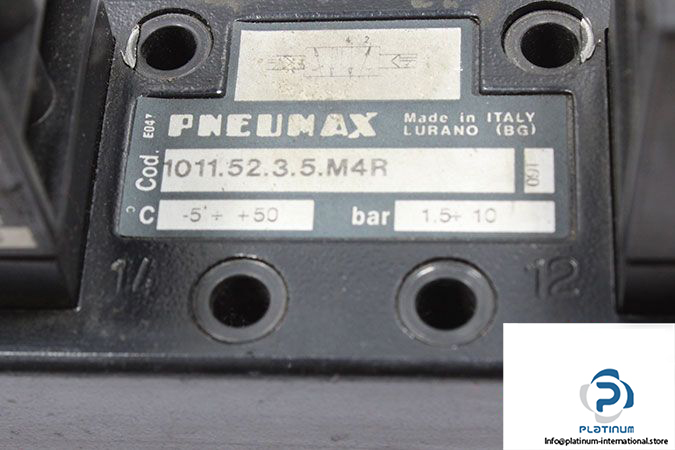 4 2
PNEUMAX
Made in ITALY
LURANO (BG)
E047
Cod.
1011.52.3.5.M4R
°C -5 ÷ +50
bar 1.5÷ 10
14
12
PLATINUM
Info@platinum-international.store